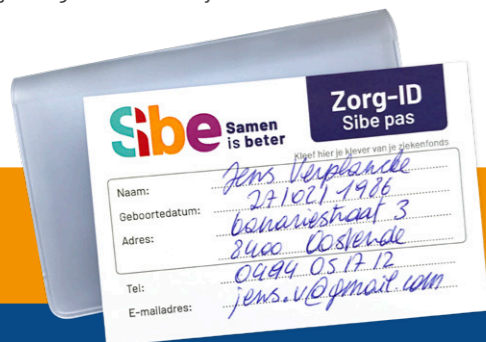 Sibe Samen
is beter
Zorg-ID
Sibe pas
Kleef hier je klever van je ziekenfonds
Naam: Jens Verplancke
Geboortedatum: 27/02/1986
Adres: bananestraat 3
8400 Oostende
Tel: 0494 05 17 12
E-mailadres: jens.v@gmail.com